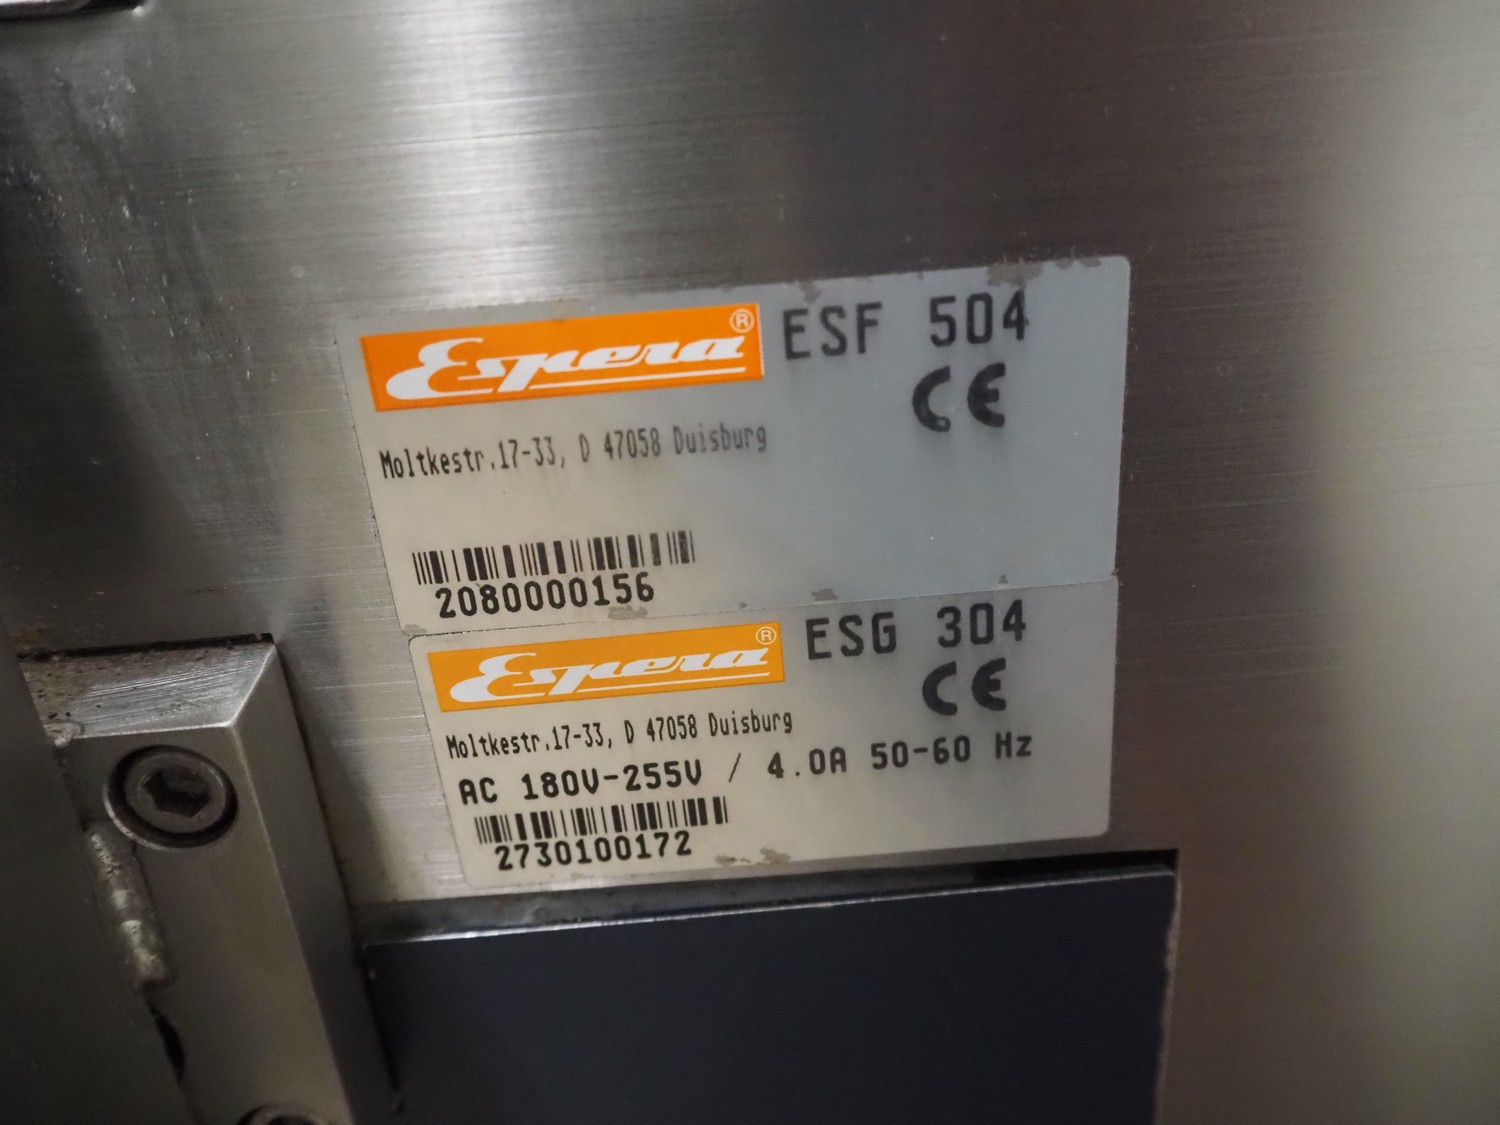 Espera® ESF 504
CE
Moltkestr.17-33, D 47058 Duisburg
2080000156
Espera® ESG 304
CE
Moltkestr.17-33, D 47058 Duisburg
AC 180V-255V / 4.0A 50-60 Hz
2730100172